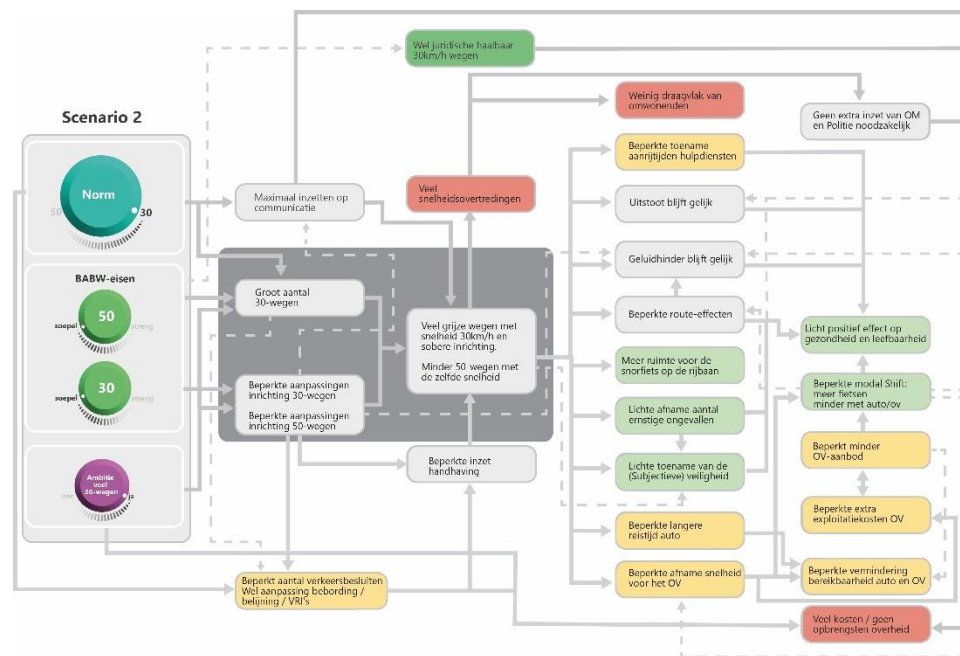 Scenario 2
Norm
50
30
BABW-eisen
50
soepel
streng
30
soepel
streng
Ambitie
veel
30-wegen
nee
ja
Wel juridische haalbaar
30km/h wegen
Maximaal inzetten op
communicatie
Veel
snelheidsovertredingen
Groot aantal
30-wegen
Beperkte aanpassingen
inrichting 30-wegen
Beperkte aanpassingen
inrichting 50-wegen
Veel grijze wegen met
snelheid 30km/h en
sobere inrichting.
Minder 50 wegen met
de zelfde snelheid
Beperkte inzet
handhaving
Beperkt aantal verkeersbesluiten
Wel aanpassing bebording /
belijning / VRI's
Weinig draagvlak van
omwonenden
Beperkte toename
aanrijtijden hulpdiensten
Uitstoot blijft gelijk
Geluidhinder blijft gelijk
Beperkte route-effecten
Meer ruimte voor de
snorfiets op de rijbaan
Lichte afname aantal
ernstige ongevallen
Lichte toename van de
(Subjectieve) veiligheid
Beperkte langere
reistijd auto
Beperkte afname snelheid
voor het OV
Geen extra inzet van OM
en Politie noodzakelijk
Licht positief effect op
gezondheid en leefbaarheid
Beperkte modal Shift:
meer fietsen
minder met auto/ov
Beperkt minder
OV-aanbod
Beperkte extra
exploitatiekosten OV
Beperkte vermindering
bereikbaarheid auto en OV
Veel kosten / geen
opbrengsten overheid